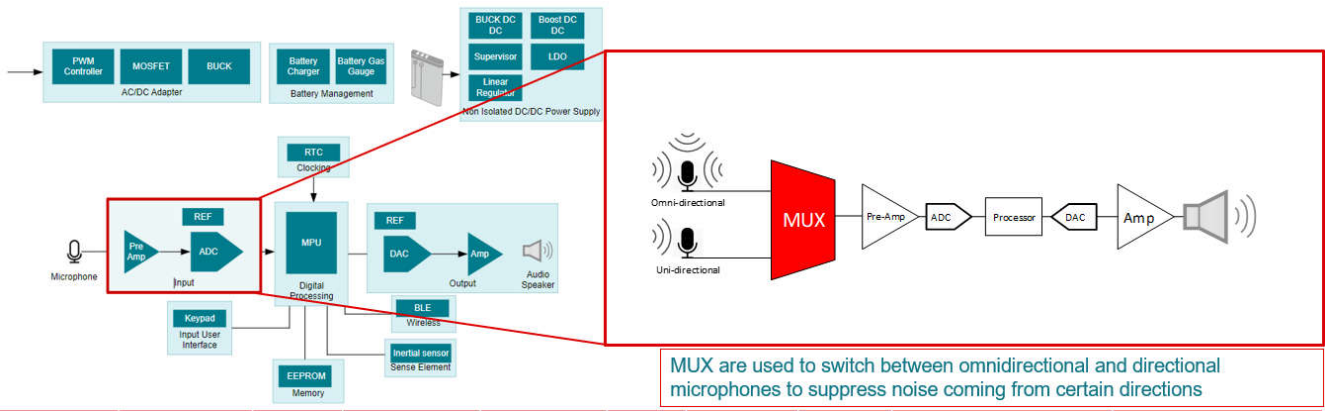 PWM
Controller
MOSFET
BUCK
AC/DC Adapter
Battery
Charger
Battery Gas
Gauge
Battery Management
BUCK DC
DC
Boost DC
DC
Supervisor
LDO
Linear
Regulator
Non Isolated DC/DC Power Supply
RTC
Clocking
Microphone
REF
Pre
Amp
ADC
Input
MPU
Digital
Processing
REF
DAC
Amp
Output
Audio
Speaker
Keypad
Input User
Interface
BLE
Wireless
Inertial sensor
Sense Element
EEPROM
Memory
Omni-directional
Uni-directional
MUX
Pre-Amp
ADC
Processor
DAC
Amp
MUX are used to switch between omnidirectional and directional
microphones to suppress noise coming from certain directions